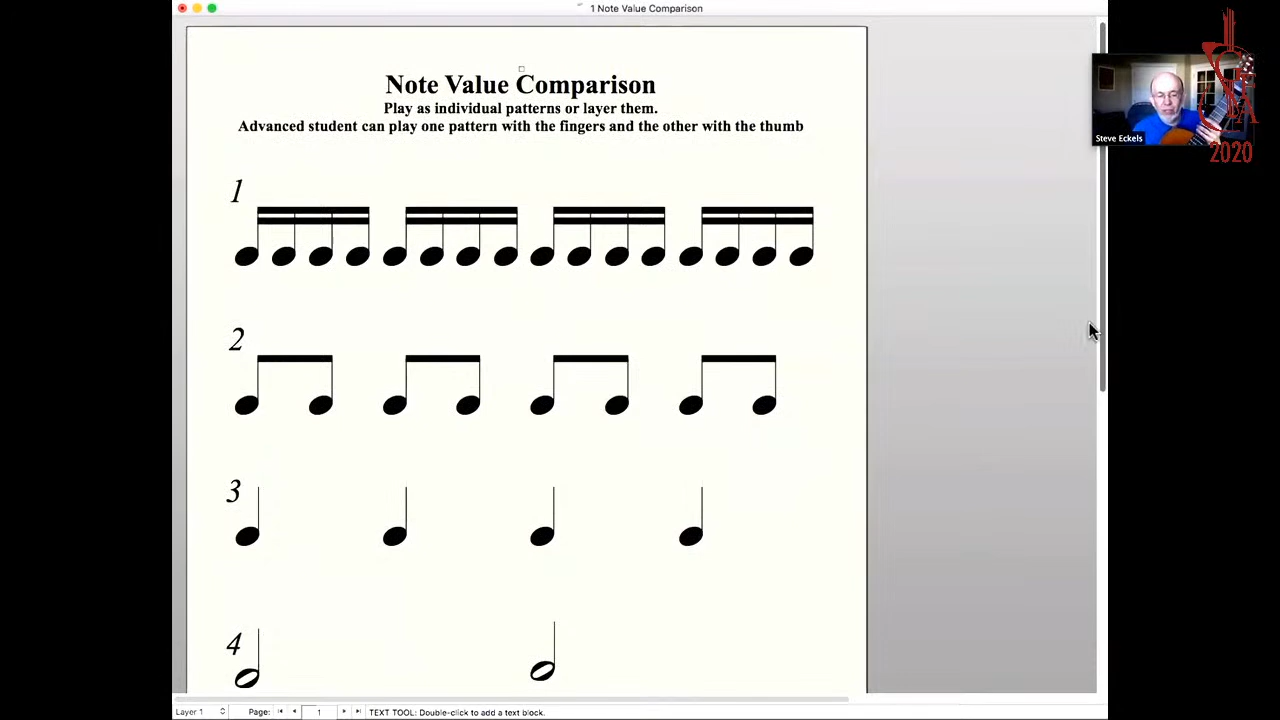 1 Note Value Comparison
Note Value Comparison
Play as individual patterns or layer them.
Advanced student can play one pattern with the fingers and the other with the thumb
1
2
3
4
Steve Eckels
2020
Layer 1
Page:
1
TEXT TOOL: Double-click to add a text block.